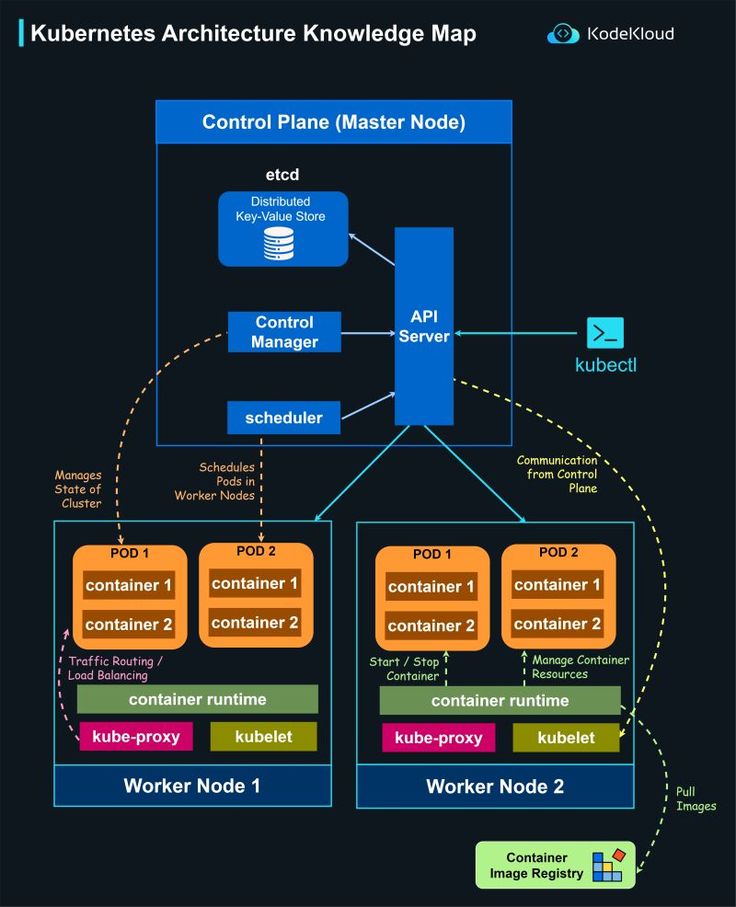 Kubernetes Architecture Knowledge Map
KodeKloud
Control Plane (Master Node)
etcd
Distributed
Key-Value Store
Control
Manager
API
Server
scheduler
kubectl
Manages
State of
Cluster
Schedules
Pods in
Worker Nodes
Communication
from Control
Plane
POD 1
container 1
container 2
POD 2
container 1
container 2
Traffic Routing /
Load Balancing
container runtime
kube-proxy
kubelet
Worker Node 1
POD 1
container 1
container 2
POD 2
container 1
container 2
Start / Stop
Container
Manage Container
Resources
container runtime
kube-proxy
kubelet
Worker Node 2
Pull
Images
Container
Image Registry